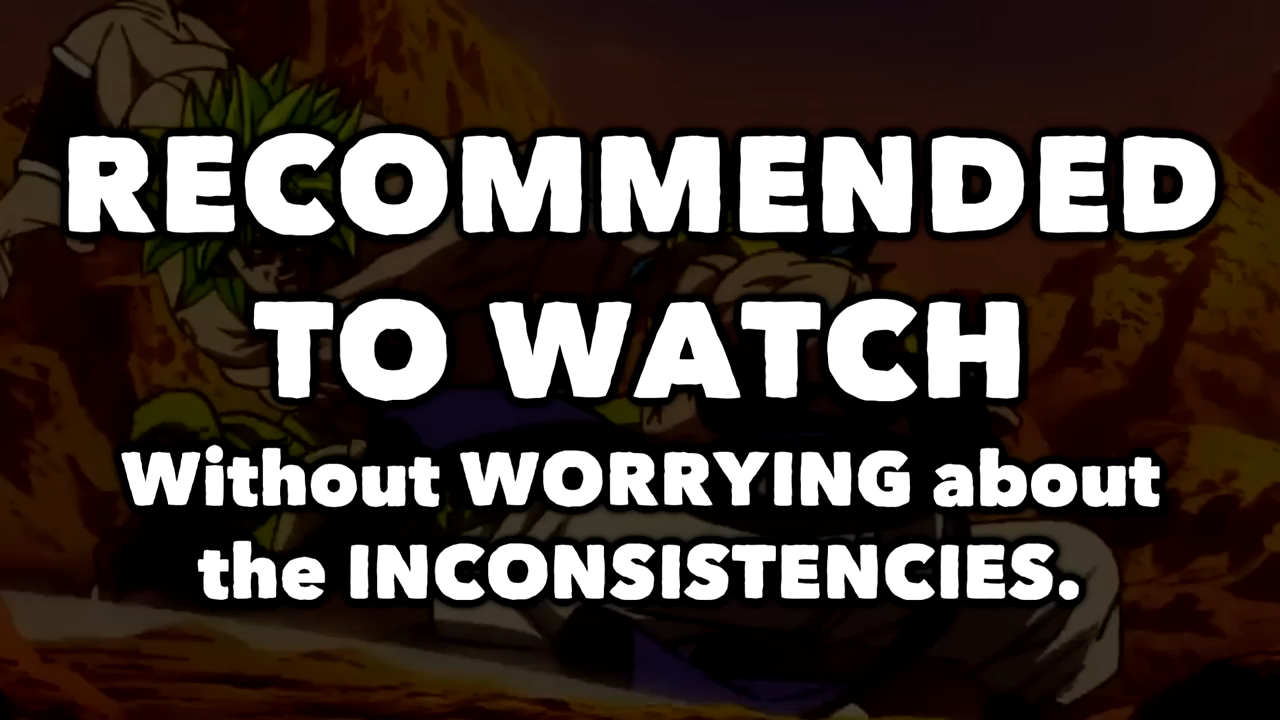 RECOMMENDED
TO WATCH
Without WORRYING about
the INCONSISTENCIES.